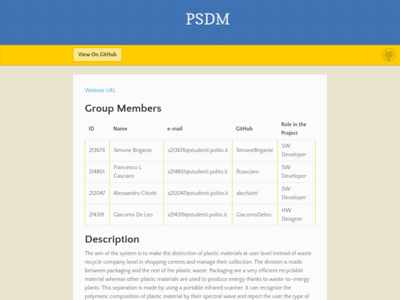 PSDM
View On GitHub
Website URL
Group Members
ID Name e-mail GitHub Role in the Project
213676 Simone Brigante s213676@studenti.polito.it SimoneBrigante SW Developer
214801 Francesco L. Casciaro s214801@studenti.polito.it flcasciaro SW Developer
212047 Alessandro Chiotti s212047@studenti.polito.it alechiotti SW Developer
214319 Giacomo De Leo s214319@studenti.polito.it GiacomoDeleo HW Designer
Description
The aim of the system is to make the distinction of plastic materials at user level instead of waste
recycle company level in shopping centres and manage their collection. The division is made
between packaging and the rest of the plastic waste. Packaging are a very efficient recyclable
material whereas other plastic materials are used to produce energy thanks to waste-to-energy
plants. This separation is made by using a portable infrared scanner. It can recognise the
polymeric composition of plastic material by their spectral wave and report the user the type of